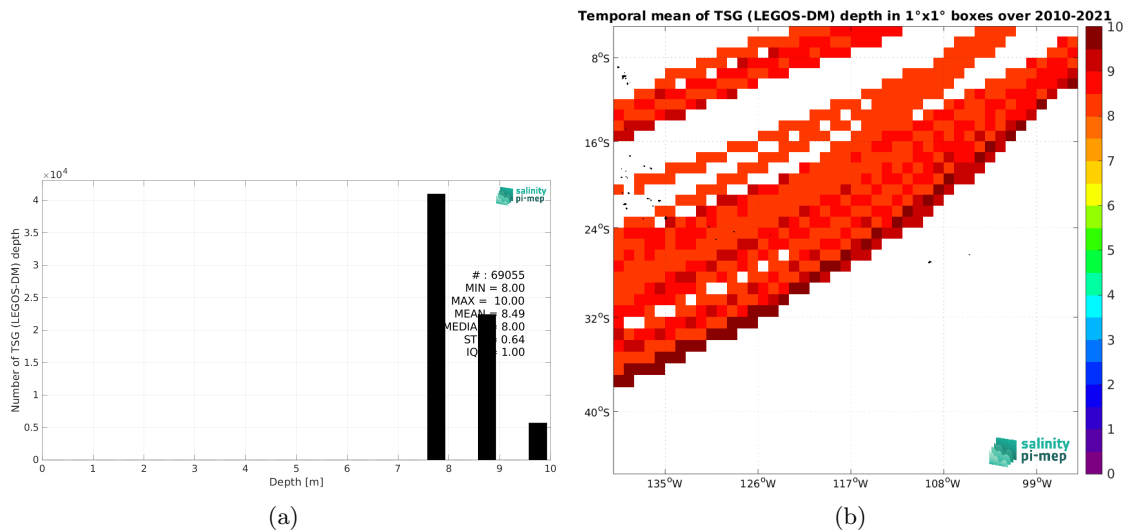 ×10⁴
4
3.5
3
2.5
2
1.5
1
0.5
0
Number of TSG (LEGOS-DM) depth
salinity
pi-mep
# : 69055
MIN = 8.00
MAX = 10.00
MEAN = 8.49
= 8.00
= 0.64
= 1.00
0 1 2 3 4 5 6 7 8 9 10
Depth [m]
(a)
Temporal mean of TSG (LEGOS-DM) depth in 1°x1° boxes over 2010-2021
8°S
16°S
24°S
32°S
40°S
135°W 126°W 117°W 108°W 99°W
salinity
pi-mep
10
9
8
7
6
5
4
3
2
1
0
(b)